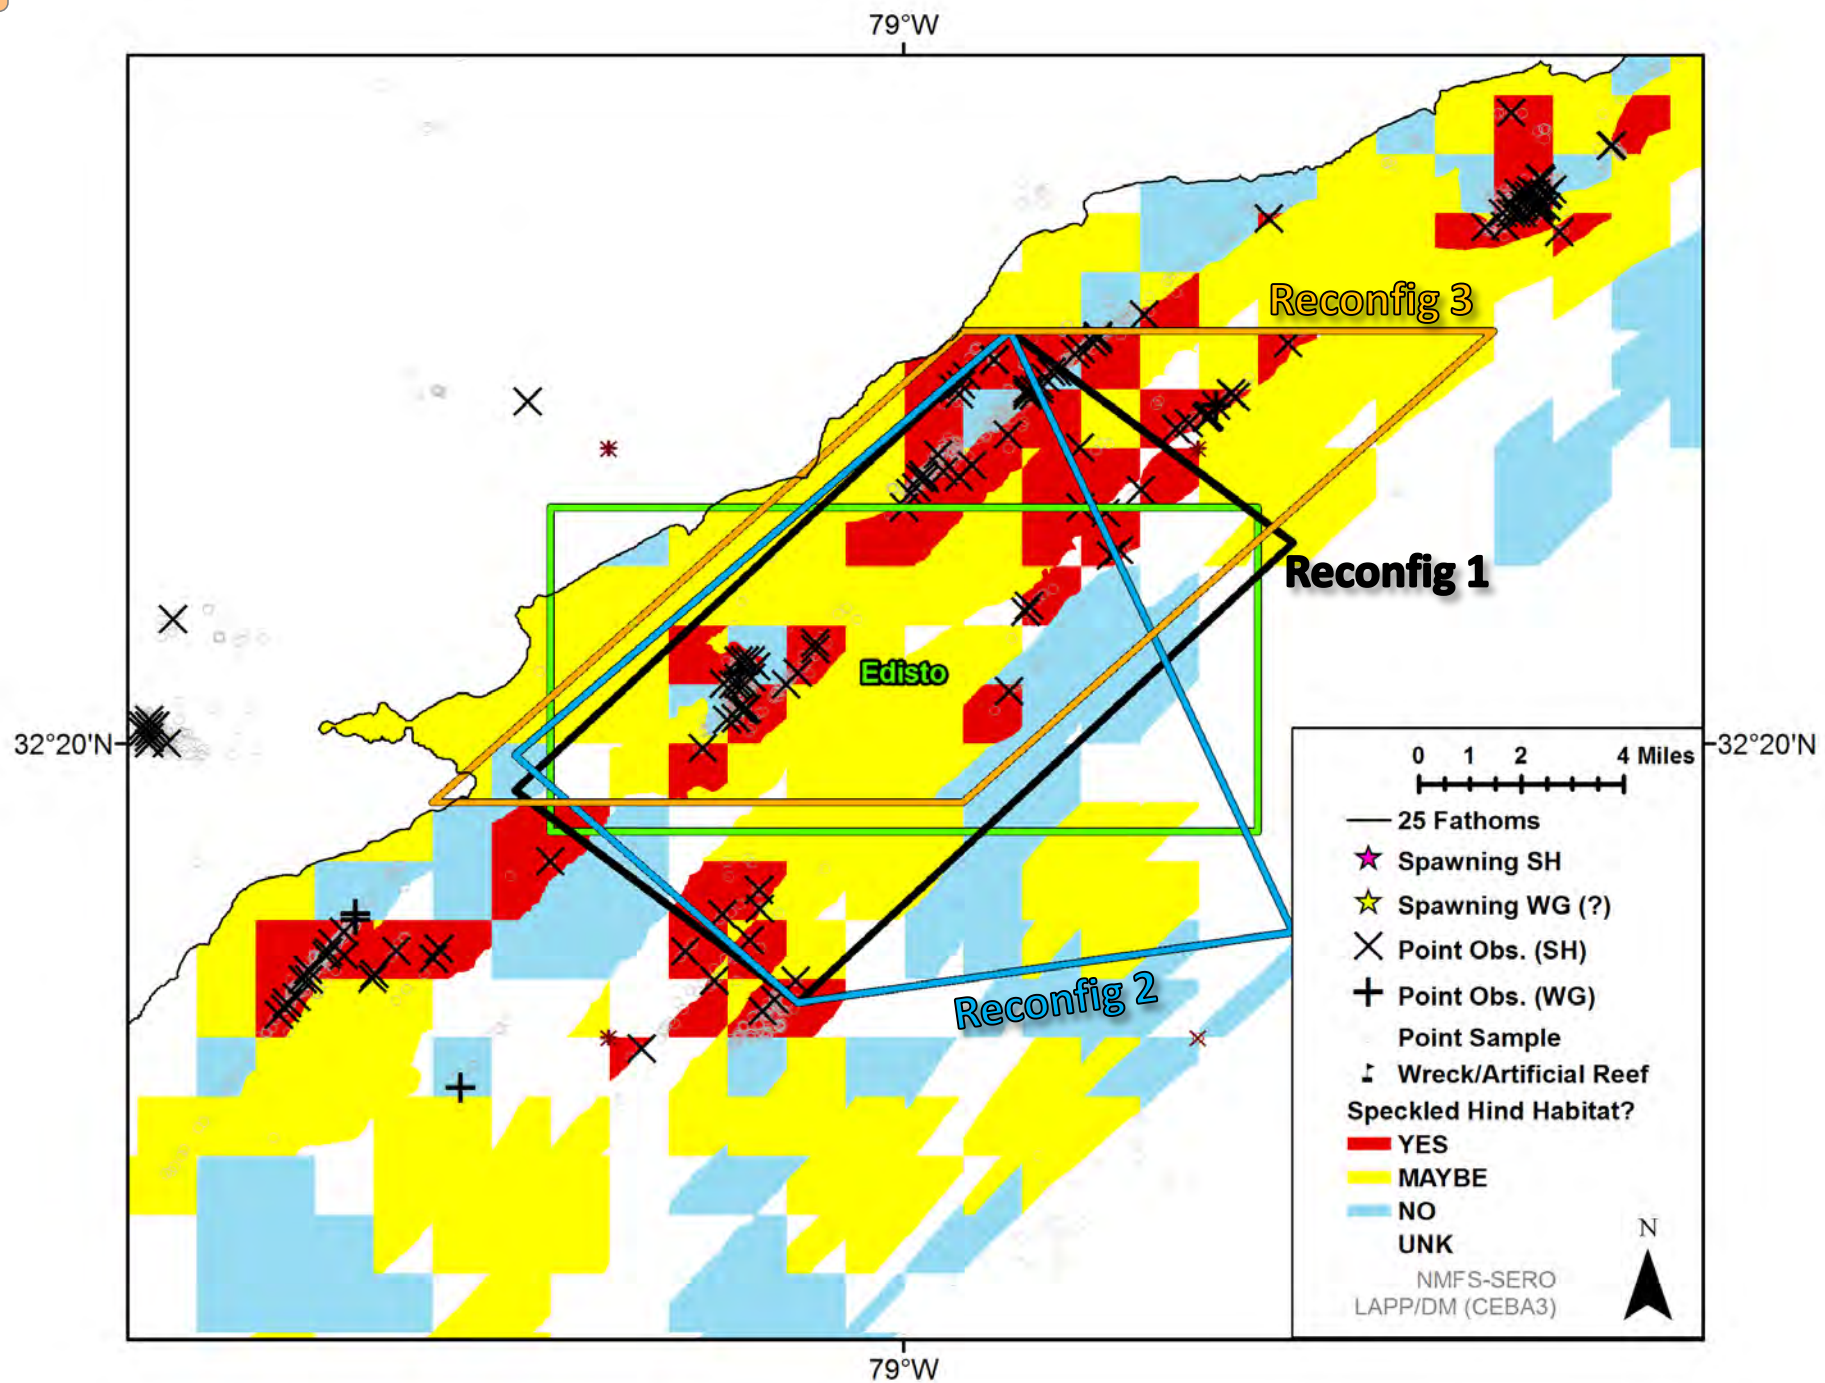 79°W
Reconfig 3
Reconfig 1
Edisto
32°20'N
32°20'N
0 1 2 4 Miles
25 Fathoms
Spawning SH
Spawning WG (?)
Point Obs. (SH)
Point Obs. (WG)
Point Sample
Wreck/Artificial Reef
Speckled Hind Habitat?
YES
MAYBE
NO
UNK
N
NMFS-SERO
LAPP/DM (CEBA3)
Reconfig 2
79°W